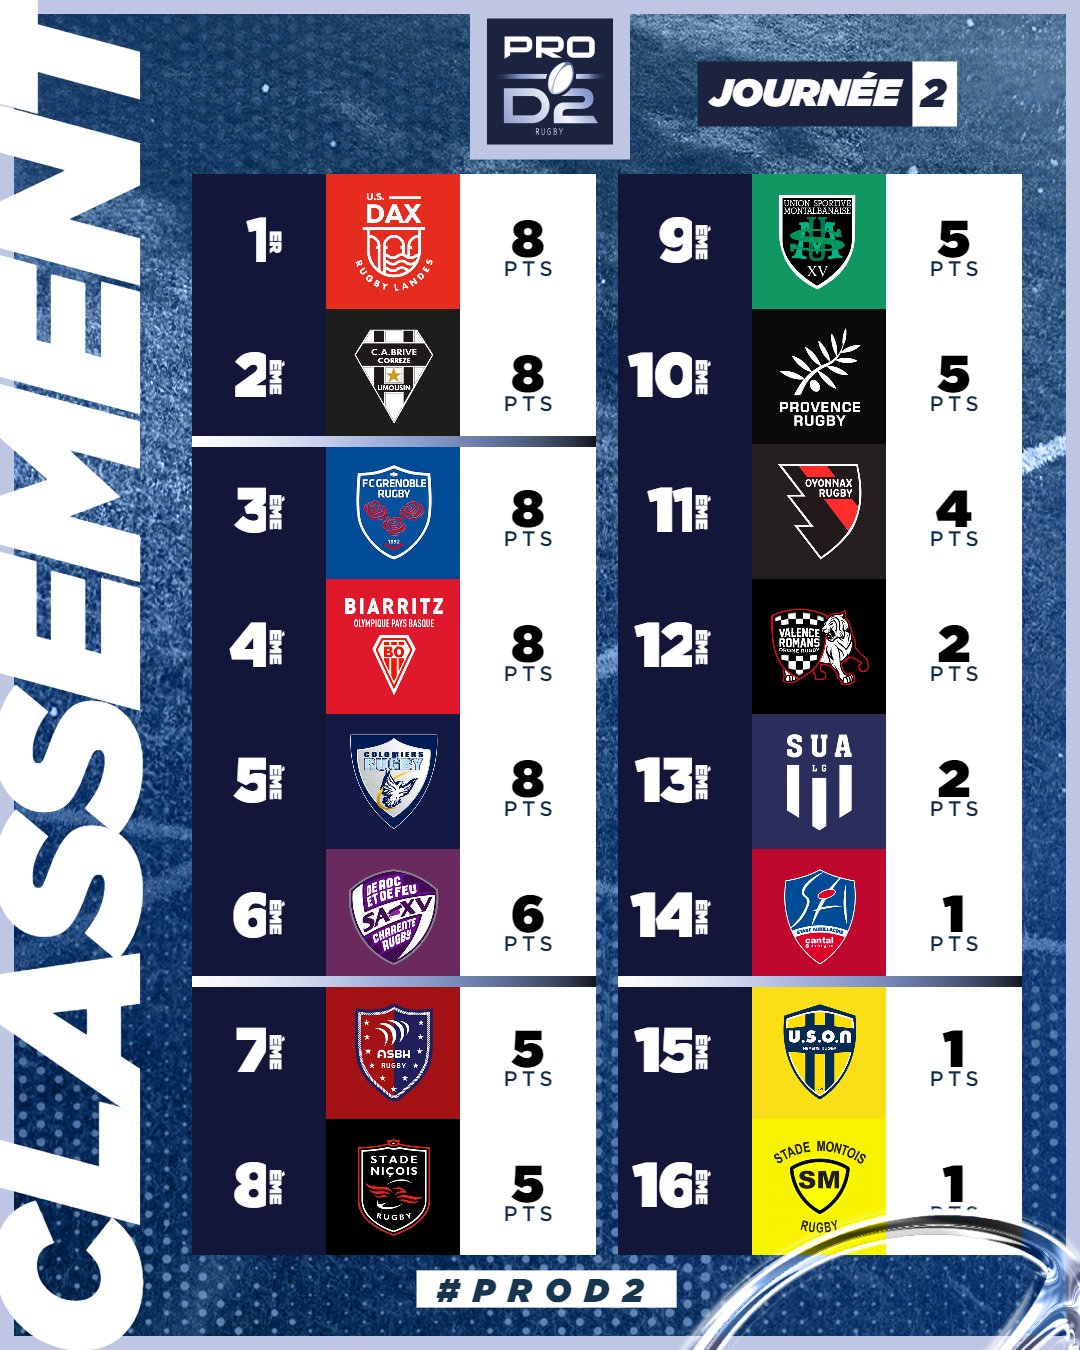 CLASSEMENT
PRO
D2
RUGBY
JOURNÉE 2
1ER
U.S.
DAX
RUGBY LANDES
8
PTS
2ÈME
C.A.BRIVE
CORREZE
LIMOUSIN
8
PTS
3ÈME
FC GRENOBLE
RUGBY
1892
8
PTS
4ÈME
BIARRITZ
OLYMPIQUE PAYS BASQUE
BO
8
PTS
5ÈME
COLOMIERS
RUGBY
8
PTS
6ÈME
DE ROC
ET DE FEU
SA-XV
CHARENTE
RUGBY
6
PTS
7ÈME
ASBH
RUGBY
5
PTS
8ÈME
STADE
NIÇOIS
RUGBY
5
PTS
9ÈME
UNION SPORTIVE
MONTALBANAISE
XV
5
PTS
10ÈME
PROVENCE
RUGBY
5
PTS
11ÈME
OYONNAX
RUGBY
4
PTS
12ÈME
VALENCE
ROMANS
DRÔME RUGBY
2
PTS
13ÈME
SUA
LG
2
PTS
14ÈME
STADE AURILLACOIS
cantal
1
PTS
15ÈME
U.S.O.N
NEVERS RUGBY
1
PTS
16ÈME
STADE MONTOIS
SM
RUGBY
1
PTS
#PROD2